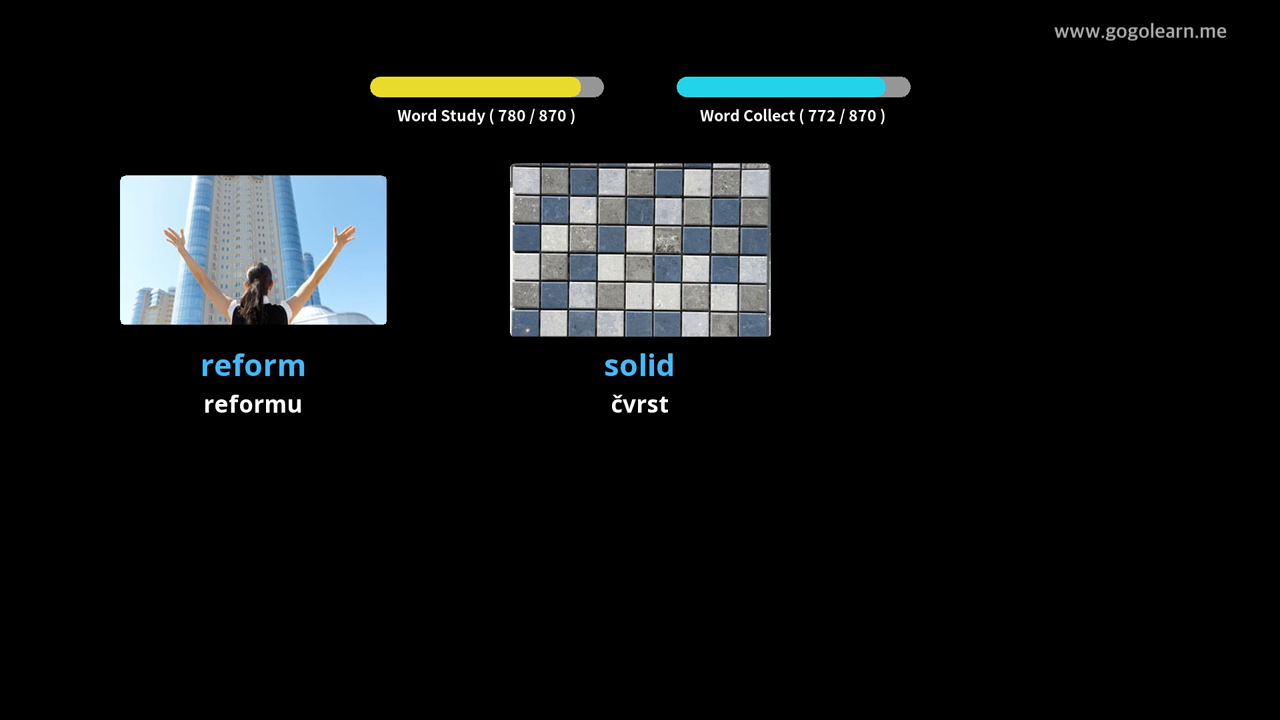 www.gogolearn.me
Word Study ( 780 / 870 )
Word Collect ( 772 / 870 )
reform
reformu
solid
čvrst